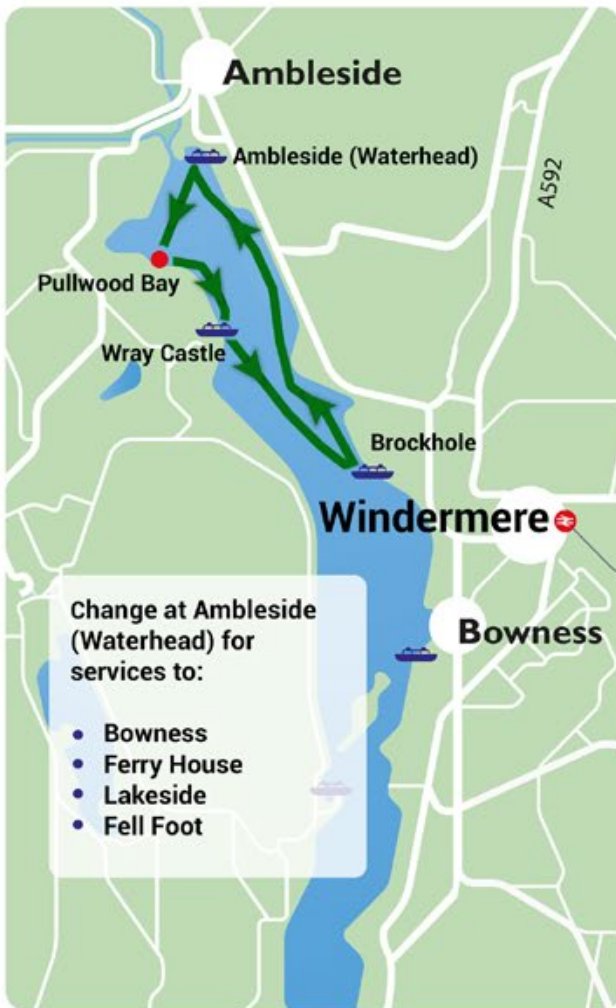 Ambleside
Ambleside (Waterhead)
A592
Pullwood Bay
Wray Castle
Brockhole
Windermere
Bowness
Change at Ambleside
(Waterhead) for
services to:
• Bowness
• Ferry House
• Lakeside
• Fell Foot